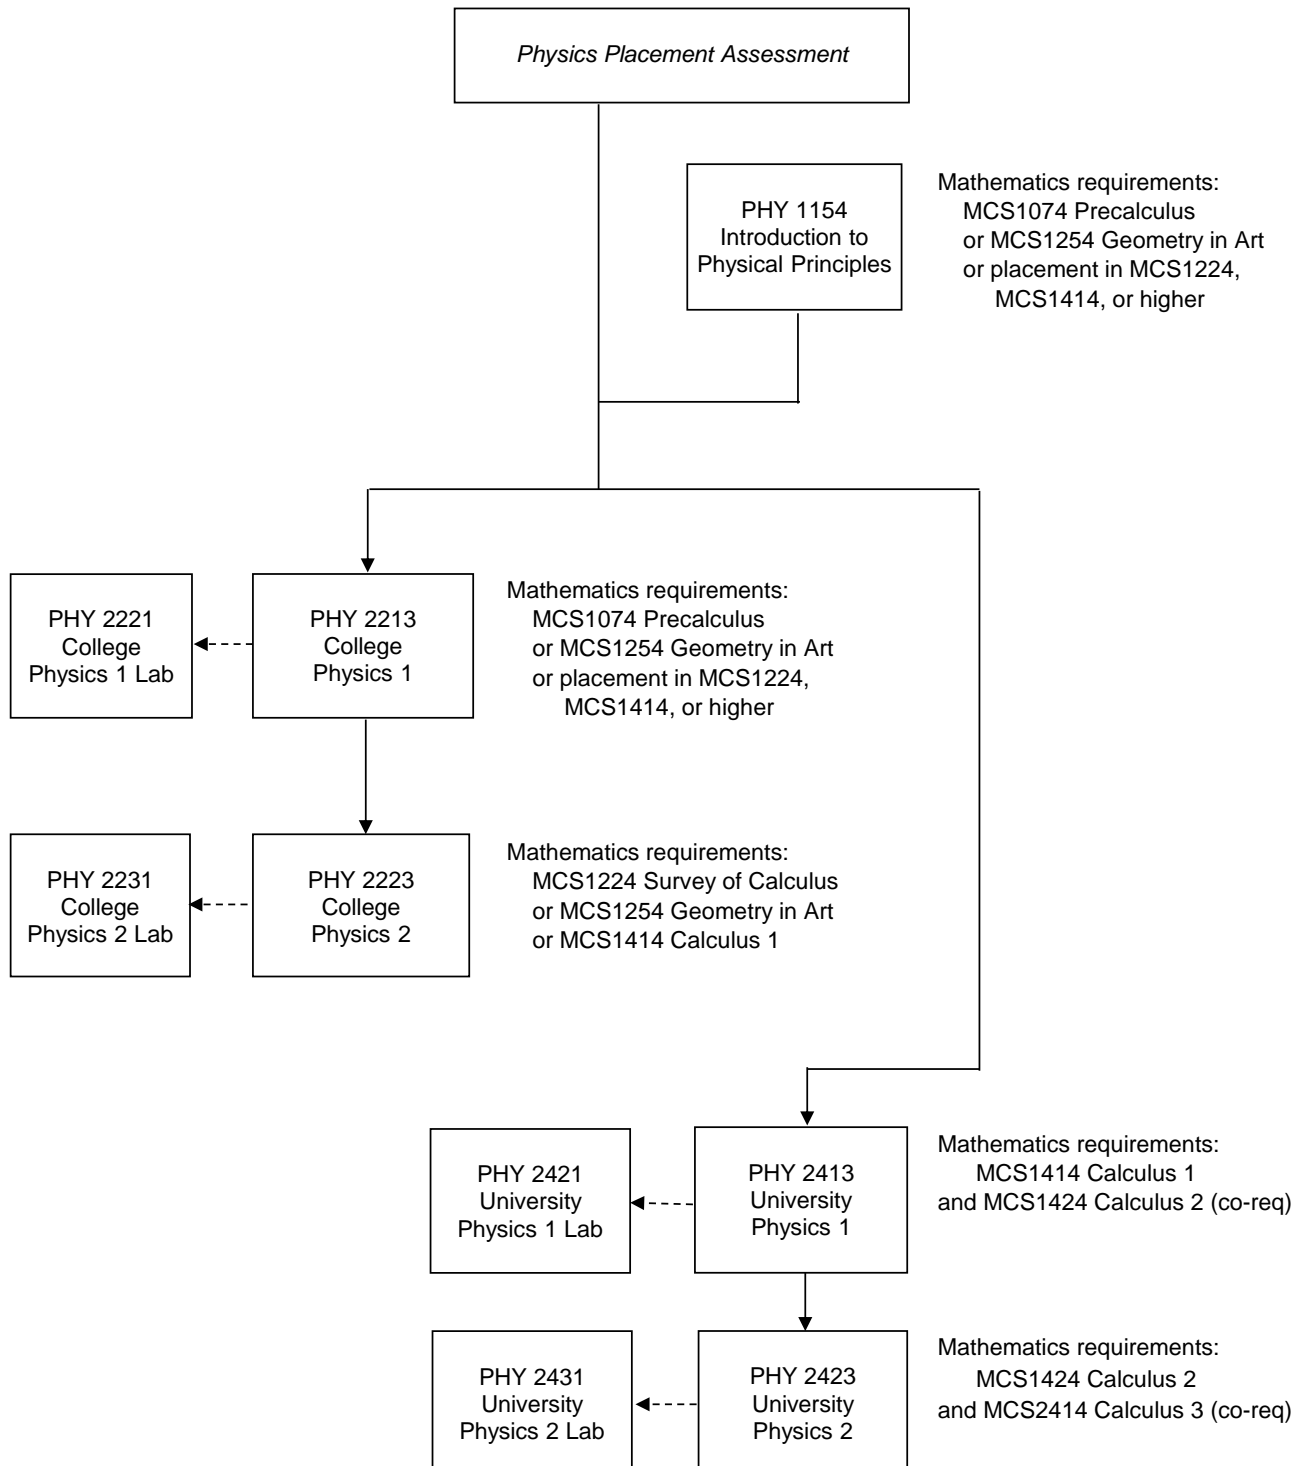 Physics Placement Assessment
PHY 1154
Introduction to
Physical Principles
Mathematics requirements:
MCS1074 Precalculus
or MCS1254 Geometry in Art
or placement in MCS1224,
MCS1414, or higher
PHY 2221
College
Physics 1 Lab
PHY 2213
College
Physics 1
Mathematics requirements:
MCS1074 Precalculus
or MCS1254 Geometry in Art
or placement in MCS1224,
MCS1414, or higher
PHY 2231
College
Physics 2 Lab
PHY 2223
College
Physics 2
Mathematics requirements:
MCS1224 Survey of Calculus
or MCS1254 Geometry in Art
or MCS1414 Calculus 1
PHY 2421
University
Physics 1 Lab
PHY 2413
University
Physics 1
Mathematics requirements:
MCS1414 Calculus 1
and MCS1424 Calculus 2 (co-req)
PHY 2431
University
Physics 2 Lab
PHY 2423
University
Physics 2
Mathematics requirements:
MCS1424 Calculus 2
and MCS2414 Calculus 3 (co-req)